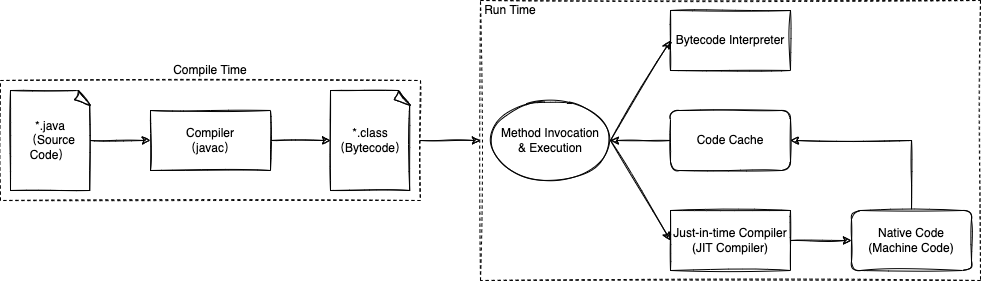 Run Time
Compile Time
*.java
(Source
Code)
Compiler
(javac)
*.class
(Bytecode)
Method Invocation
& Execution
Bytecode Interpreter
Code Cache
Just-in-time Compiler
(JIT Compiler)
Native Code
(Machine Code)